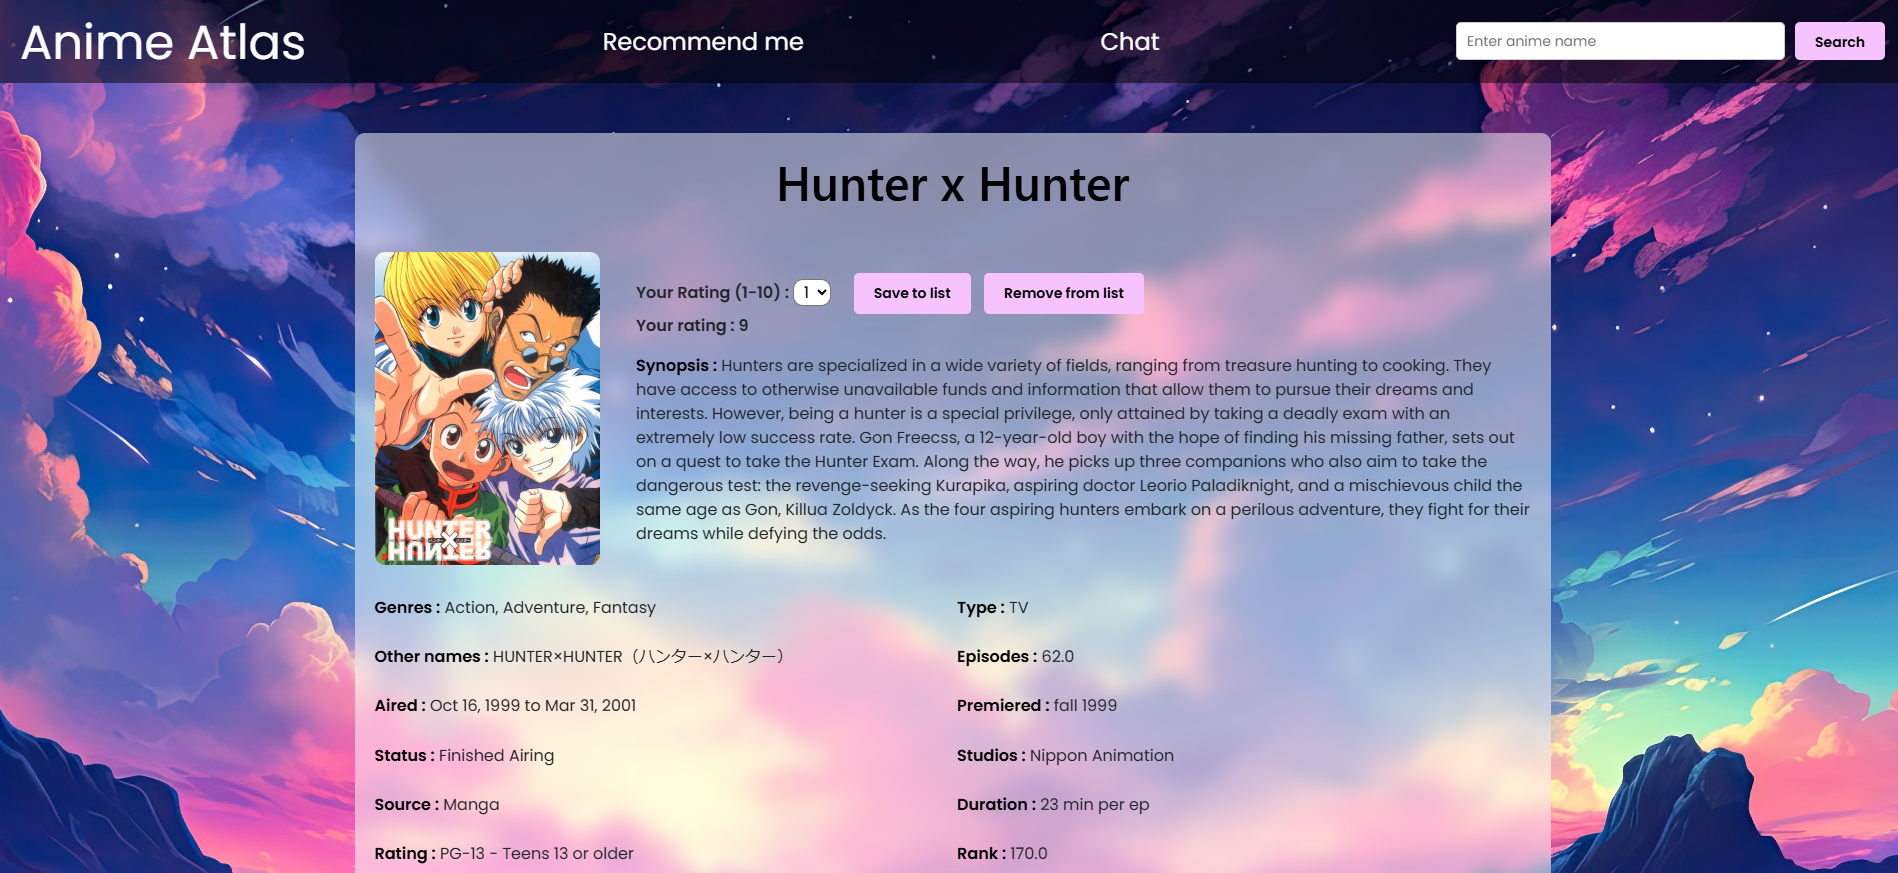 Anime Atlas
Recommend me
Chat
Enter anime name
Search
Hunter x Hunter
Your Rating (1-10) : 1
Save to list
Remove from list
Your rating : 9
Synopsis : Hunters are specialized in a wide variety of fields, ranging from treasure hunting to cooking. They
have access to otherwise unavailable funds and information that allow them to pursue their dreams and
interests. However, being a hunter is a special privilege, only attained by taking a deadly exam with an
extremely low success rate. Gon Freecss, a 12-year-old boy with the hope of finding his missing father, sets out
on a quest to take the Hunter Exam. Along the way, he picks up three companions who also aim to take the
dangerous test: the revenge-seeking Kurapika, aspiring doctor Leorio Paladiknight, and a mischievous child the
same age as Gon, Killua Zoldyck. As the four aspiring hunters embark on a perilous adventure, they fight for their
dreams while defying the odds.
HUNTER
X
HUNTER
Genres : Action, Adventure, Fantasy
Type : TV
Other names : HUNTER×HUNTER（ハンター×ハンター）
Episodes : 62.0
Aired : Oct 16, 1999 to Mar 31, 2001
Premiered : fall 1999
Status : Finished Airing
Studios : Nippon Animation
Source : Manga
Duration : 23 min per ep
Rating : PG-13 - Teens 13 or older
Rank : 170.0